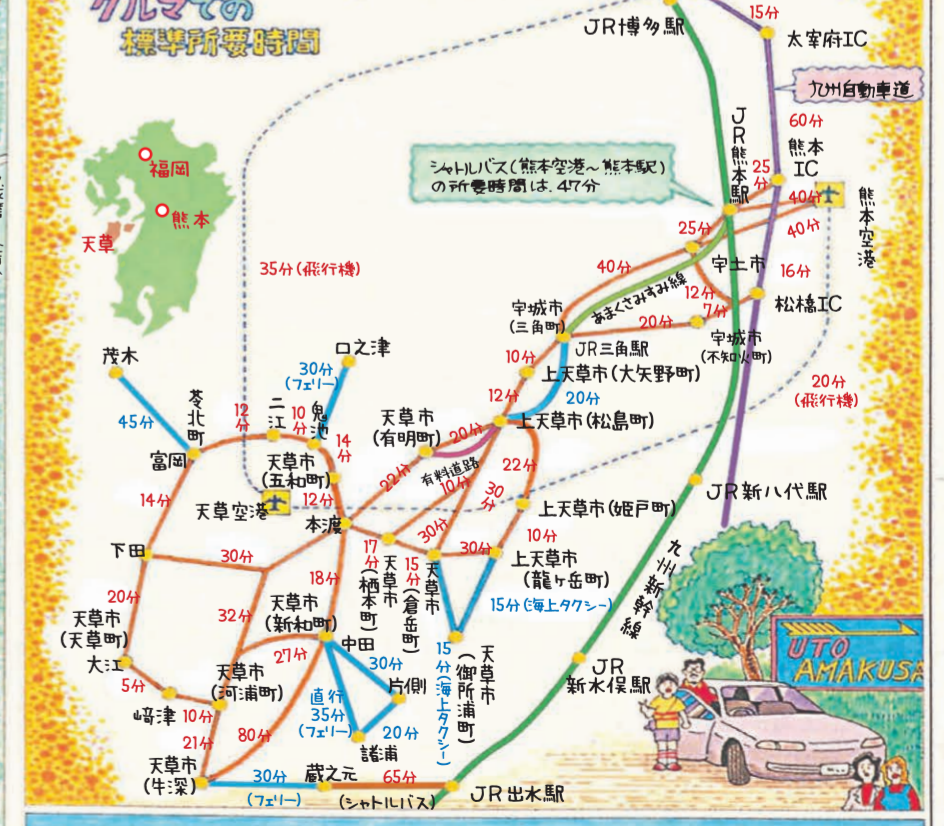 クルマでの
標準所要時間
福岡
熊本
天草
35分(飛行機)
JR博多駅
15分
太宰府IC
九州自動車道
60分
JR熊本駅
熊本IC
25分
40分
40分
熊本空港
シャトルバス(熊本空港〜熊本駅)
の所要時間は、47分
25分
宇土市
16分
松橋IC
40分
あまくさみすみ線
12分
7分
宇城市
(三角町)
20分
宇城市
(不知火町)
JR三角駅
10分
上天草市(大矢野町)
20分
(飛行機)
12分
20分
上天草市(松島町)
茂木
口之津
30分
(フェリー)
45分
苓北町
12分
二江
10分
鬼池
14分
天草市
(有明町)
20分
有料道路
富岡
天草市
(五和町)
22分
10分
30分
22分
JR新八代駅
天草空港
12分
本渡
上天草市(姫戸町)
14分
下田
30分
17分
15分
30分
30分
10分
上天草市
(龍ヶ岳町)
九州新幹線
18分
天草市
(栖本町)
天草市
(倉岳町)
15分(海上タクシー)
20分
天草市
(天草町)
32分
天草市
(新和町)
中田
大江
27分
30分
15分(海上タクシー)
天草市
(御所浦町)
JR
新水俣駅
5分
天草市
(河浦町)
直行
35分
(フェリー)
片側
﨑津
10分
20分
諸浦
21分
80分
天草市
(牛深)
30分
(フェリー)
蔵之元
65分
(シャトルバス)
JR出水駅
UTO
AMAKUSA